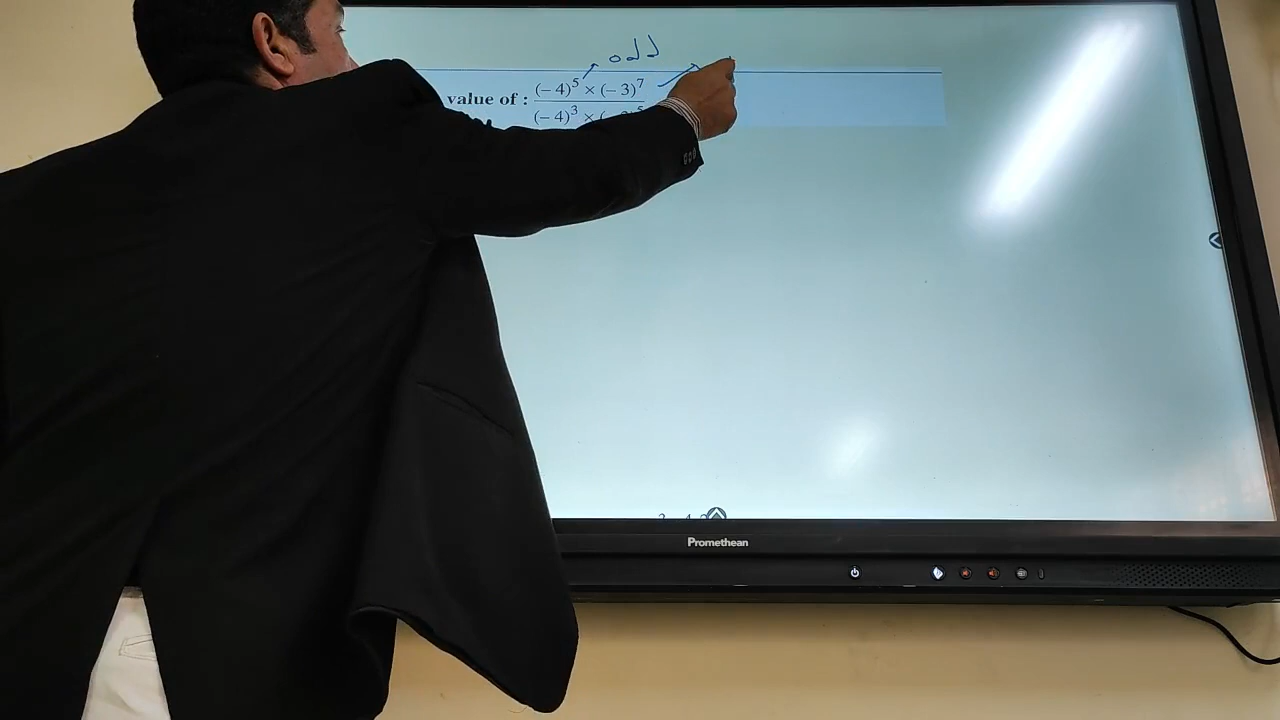 odd
value of : (– 4)⁵ × (– 3)⁷
(– 4)³ ×
Promethean